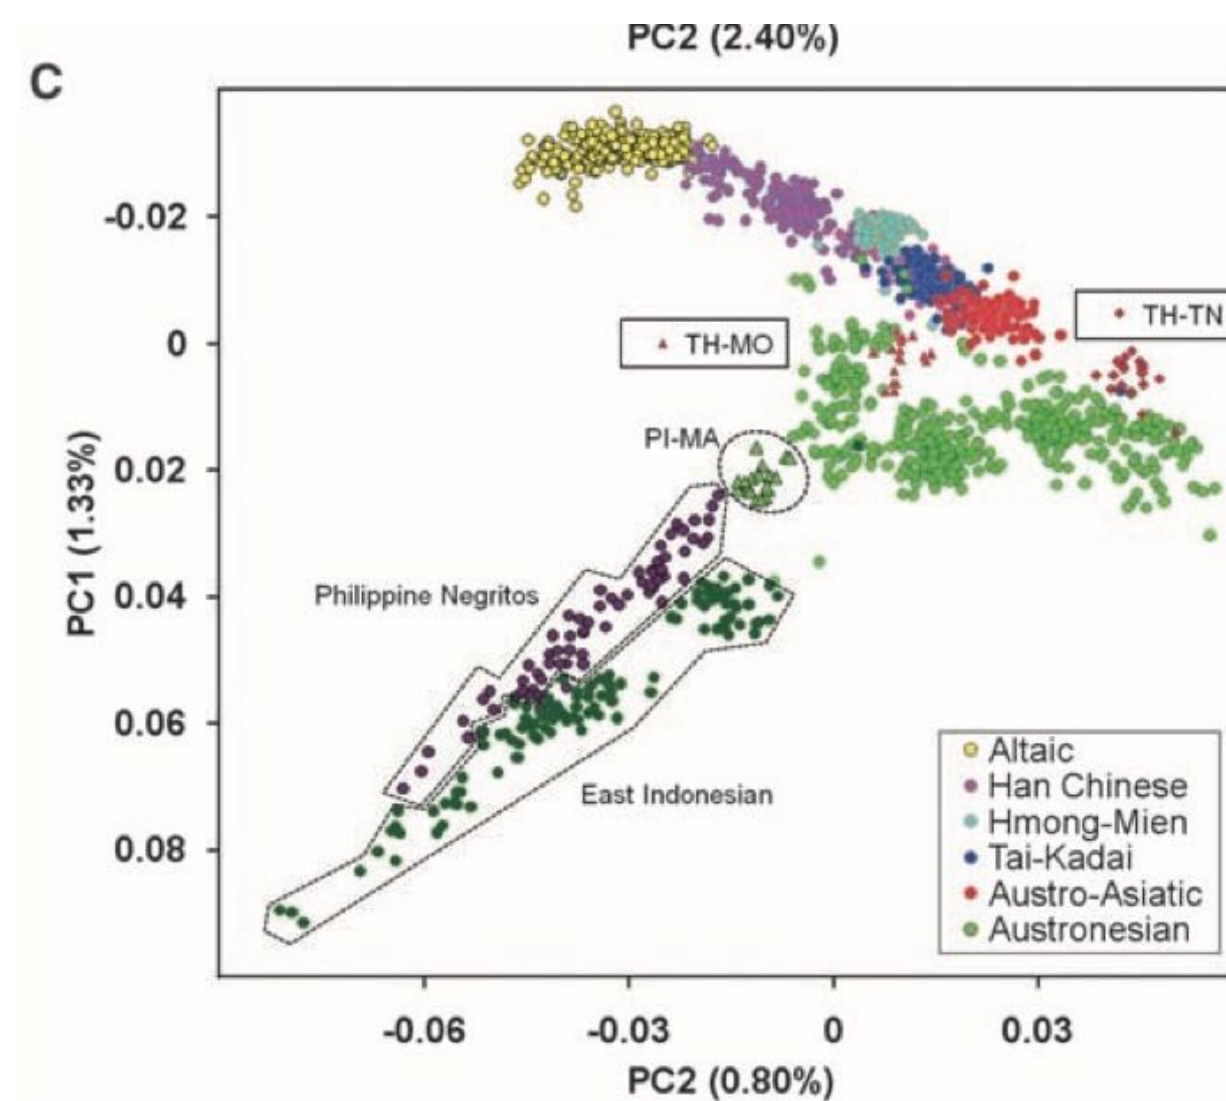 PC2 (2.40%)
C
-0.02
0
0.02
0.04
0.06
0.08
PC1 (1.33%)
TH-MO
TH-TN
PI-MA
Philippine Negritos
East Indonesian
Altaic
Han Chinese
Hmong-Mien
Tai-Kadai
Austro-Asiatic
Austronesian
-0.06
-0.03
0
0.03
PC2 (0.80%)